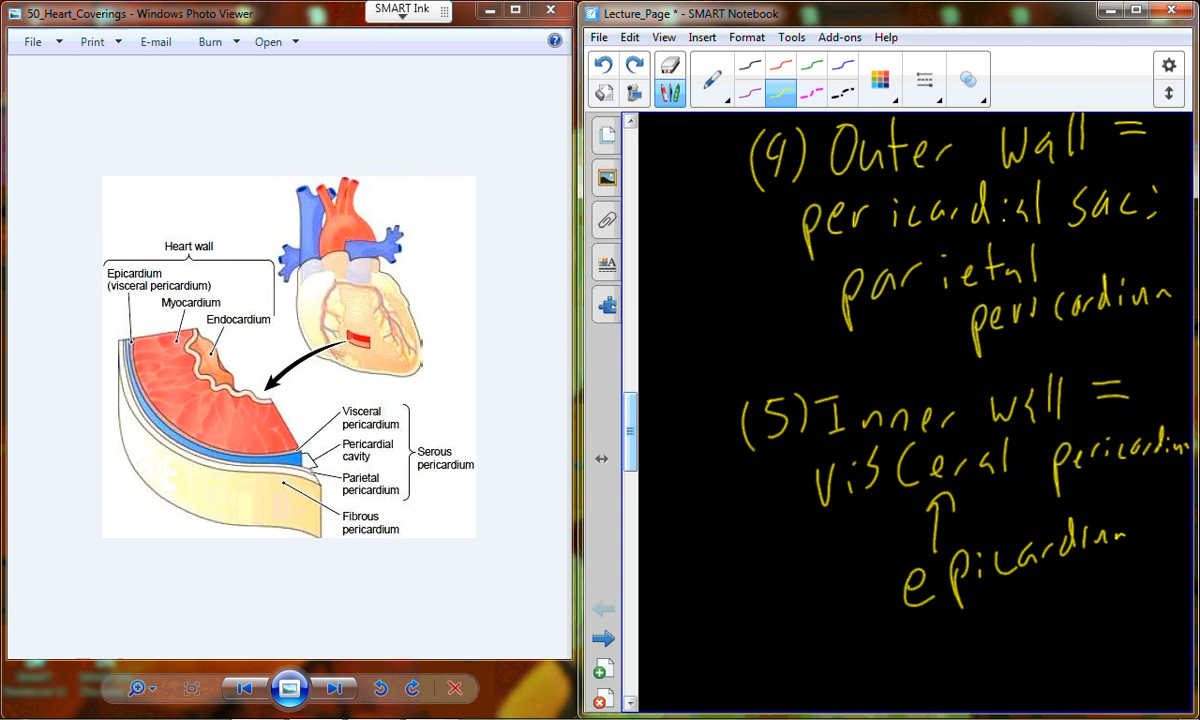 50_Heart_Coverings - Windows Photo Viewer
SMART Ink
File Print E-mail Burn Open
Heart wall
Epicardium
(visceral pericardium)
Myocardium
Endocardium
Visceral
pericardium
Pericardial
cavity
Serous
pericardium
Parietal
pericardium
Fibrous
pericardium
Lecture_Page * - SMART Notebook
File Edit View Insert Format Tools Add-ons Help
(4) Outer wall =
pericardial sac;
parietal
pericardium
(5) Inner wall =
visceral pericardium
epicardium